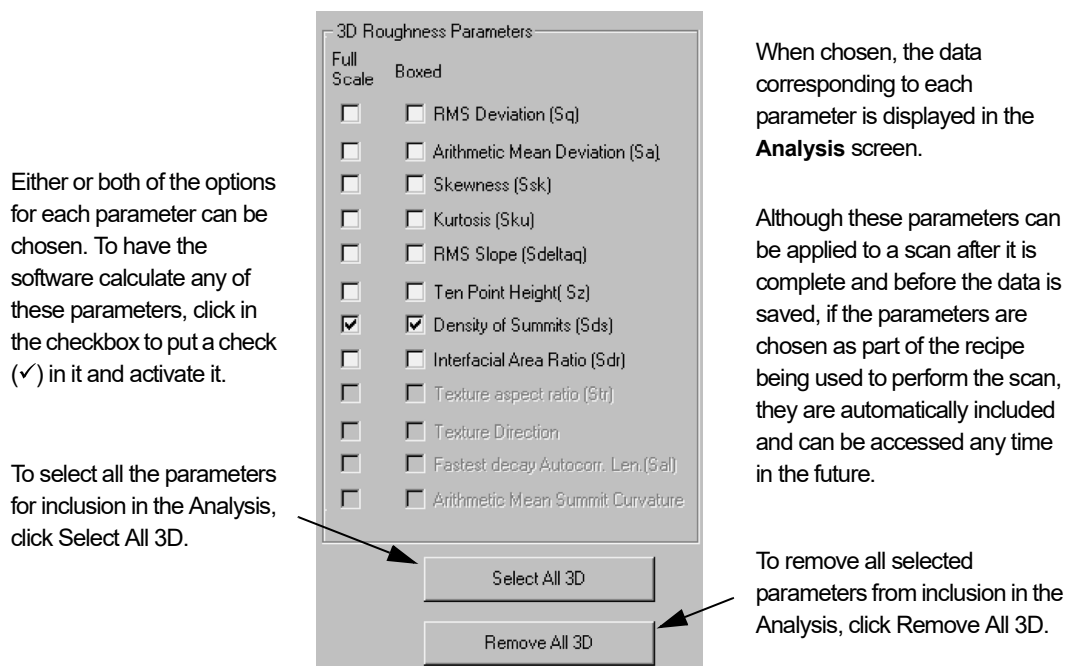 Either or both of the options
for each parameter can be
chosen. To have the
software calculate any of
these parameters, click in
the checkbox to put a check
(✓) in it and activate it.
To select all the parameters
for inclusion in the Analysis,
click Select All 3D.
3D Roughness Parameters
Full
Scale
Boxed
RMS Deviation (Sq)
Arithmetic Mean Deviation (Sa)
Skewness (Ssk)
Kurtosis (Sku)
RMS Slope (Sdeltaq)
Ten Point Height( Sz)
Density of Summits (Sds)
Interfacial Area Ratio (Sdr)
Texture aspect ratio (Str)
Texture Direction
Fastest decay Autocorr. Len.(Sal)
Arithmetic Mean Summit Curvature
Select All 3D
Remove All 3D
When chosen, the data
corresponding to each
parameter is displayed in the
Analysis screen.
Although these parameters can
be applied to a scan after it is
complete and before the data is
saved, if the parameters are
chosen as part of the recipe
being used to perform the scan,
they are automatically included
and can be accessed any time
in the future.
To remove all selected
parameters from inclusion in the
Analysis, click Remove All 3D.